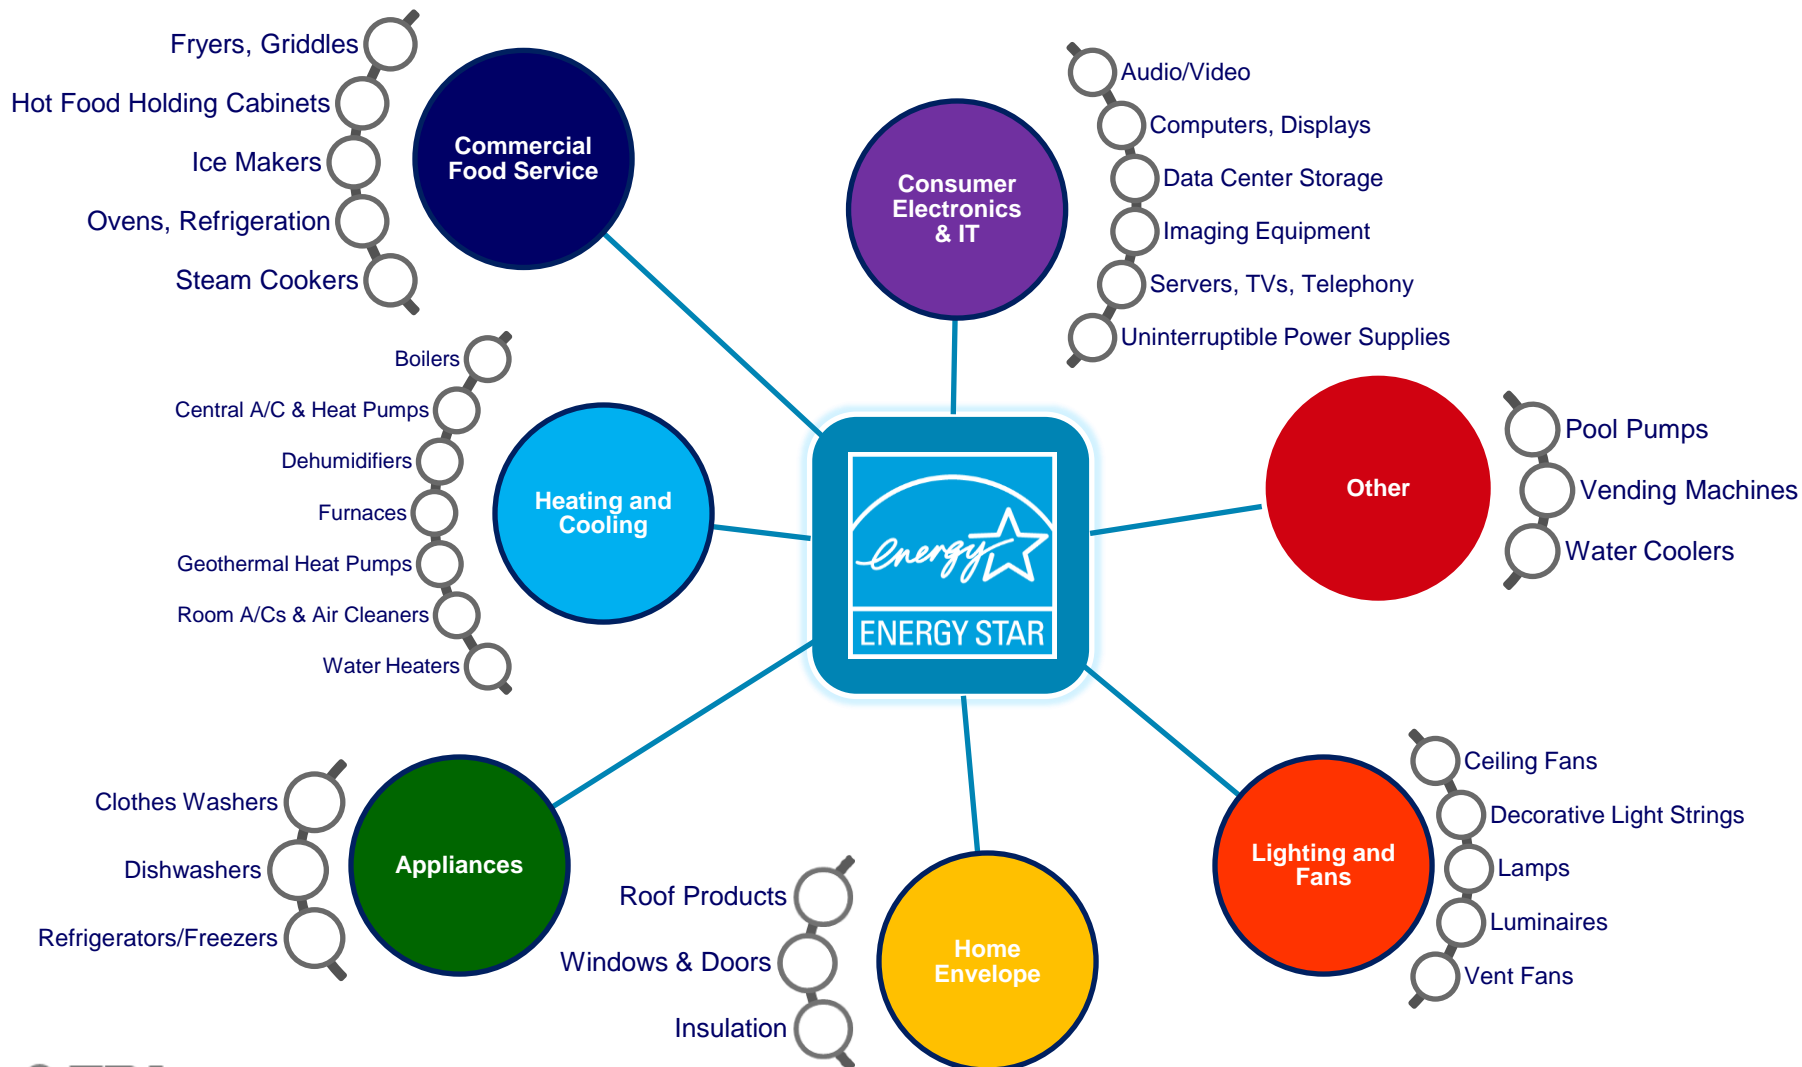 Fryers, Griddles
Hot Food Holding Cabinets
Ice Makers
Ovens, Refrigeration
Steam Cookers
Commercial
Food Service
Consumer
Electronics
& IT
Audio/Video
Computers, Displays
Data Center Storage
Imaging Equipment
Servers, TVs, Telephony
Uninterruptible Power Supplies
Boilers
Central A/C & Heat Pumps
Dehumidifiers
Furnaces
Geothermal Heat Pumps
Room A/Cs & Air Cleaners
Water Heaters
Heating and
Cooling
energy
ENERGY STAR
Other
Pool Pumps
Vending Machines
Water Coolers
Clothes Washers
Dishwashers
Refrigerators/Freezers
Appliances
Roof Products
Windows & Doors
Insulation
Home
Envelope
Lighting and
Fans
Ceiling Fans
Decorative Light Strings
Lamps
Luminaires
Vent Fans